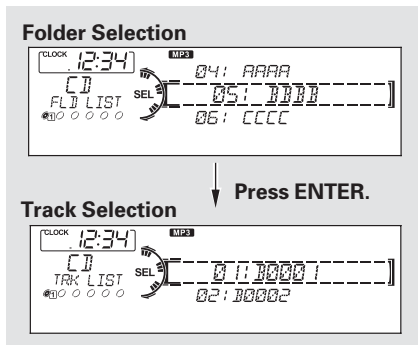 Folder Selection
CLOCK 12:34 MP3
04: AAAA
CD SEL 05: BBBB
FLD LIST
1 06: CCCC
Press ENTER.
Track Selection
CLOCK 12:34 MP3
CD SEL 01:B0001
TRK LIST
1 02:B0002